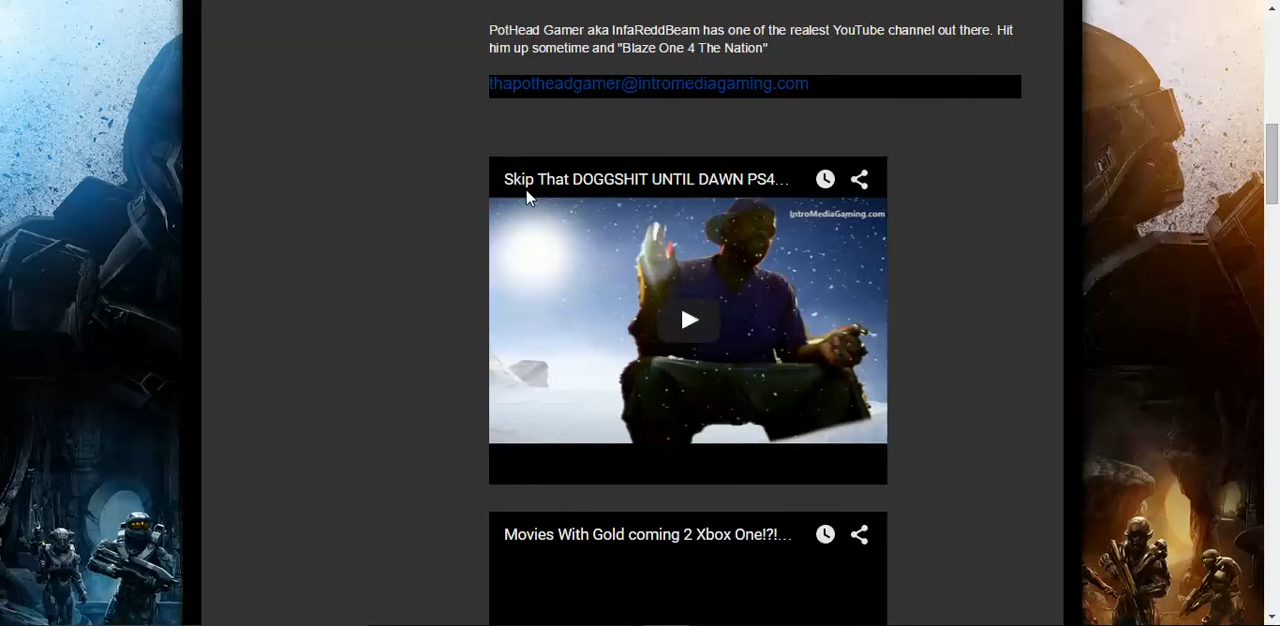 PotHead Gamer aka InfaReddBeam has one of the realest YouTube channel out there. Hit
him up sometime and "Blaze One 4 The Nation"
thapotheadgamer@intromediagaming.com
Skip That DOGGSHIT UNTIL DAWN PS4...
IntroMediaGaming.com
Movies With Gold coming 2 Xbox One!?!...